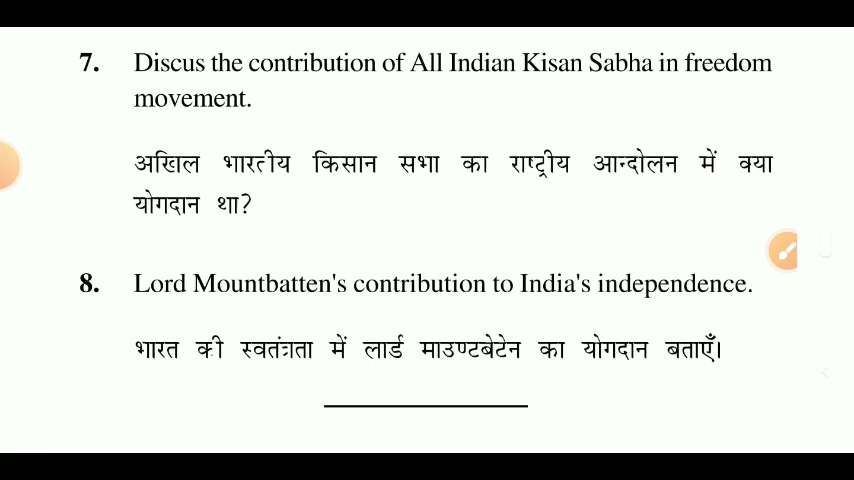 7. Discus the contribution of All Indian Kisan Sabha in freedom
movement.
अखिल भारतीय किसान सभा का राष्ट्रीय आन्दोलन में क्या
योगदान था?
8. Lord Mountbatten's contribution to India's independence.
भारत की स्वतंत्रता में लार्ड माउण्टबेटेन का योगदान बताएँ।